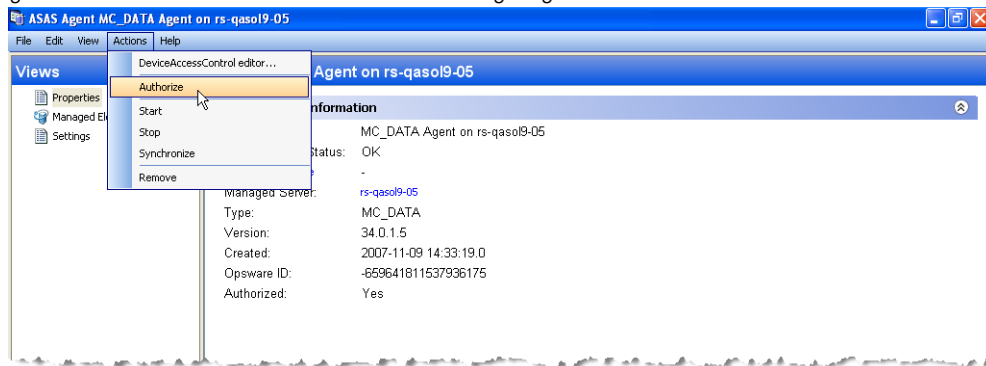 ASAS Agent MC_DATA Agent on rs-qasol9-05
File Edit View Actions Help
Views
DeviceAccessControl editor...
Authorize
Start
Stop
Synchronize
Remove
Agent on rs-qasol9-05
Properties
Managed
Settings
MC_DATA Agent on rs-qasol9-05
Status: OK
-
Managed Server: rs-qasol9-05
Type: MC_DATA
Version: 34.0.1.5
Created: 2007-11-09 14:33:19.0
Opsware ID: -659641811537936175
Authorized: Yes